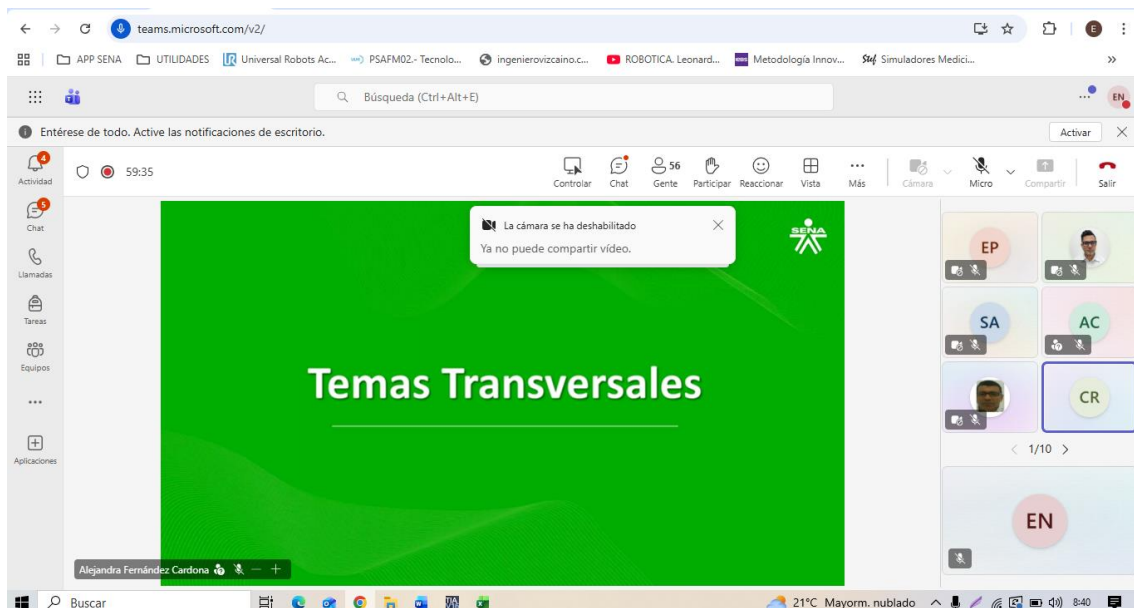 teams.microsoft.com/v2/
E
APP SENA
UTILIDADES
Universal Robots Ac...
PSAFM02.- Tecnolo...
ingenierovizcaino.c...
ROBOTICA. Leonard...
Metodología Innov...
Simuladores Medici...
Búsqueda (Ctrl+Alt+E)
EN
Entérese de todo. Active las notificaciones de escritorio.
Activar
4
Actividad
59:35
Controlar
Chat
56
Gente
Participar
Reaccionar
Vista
Más
Cámara
Micro
Compartir
Salir
5
Chat
Llamadas
Tareas
Equipos
Aplicaciones
La cámara se ha deshabilitado
Ya no puede compartir vídeo.
SENA
Temas Transversales
EP
SA
AC
CR
1/10
EN
Alejandra Fernández Cardona
Buscar
21°C Mayorm. nublado
8:40